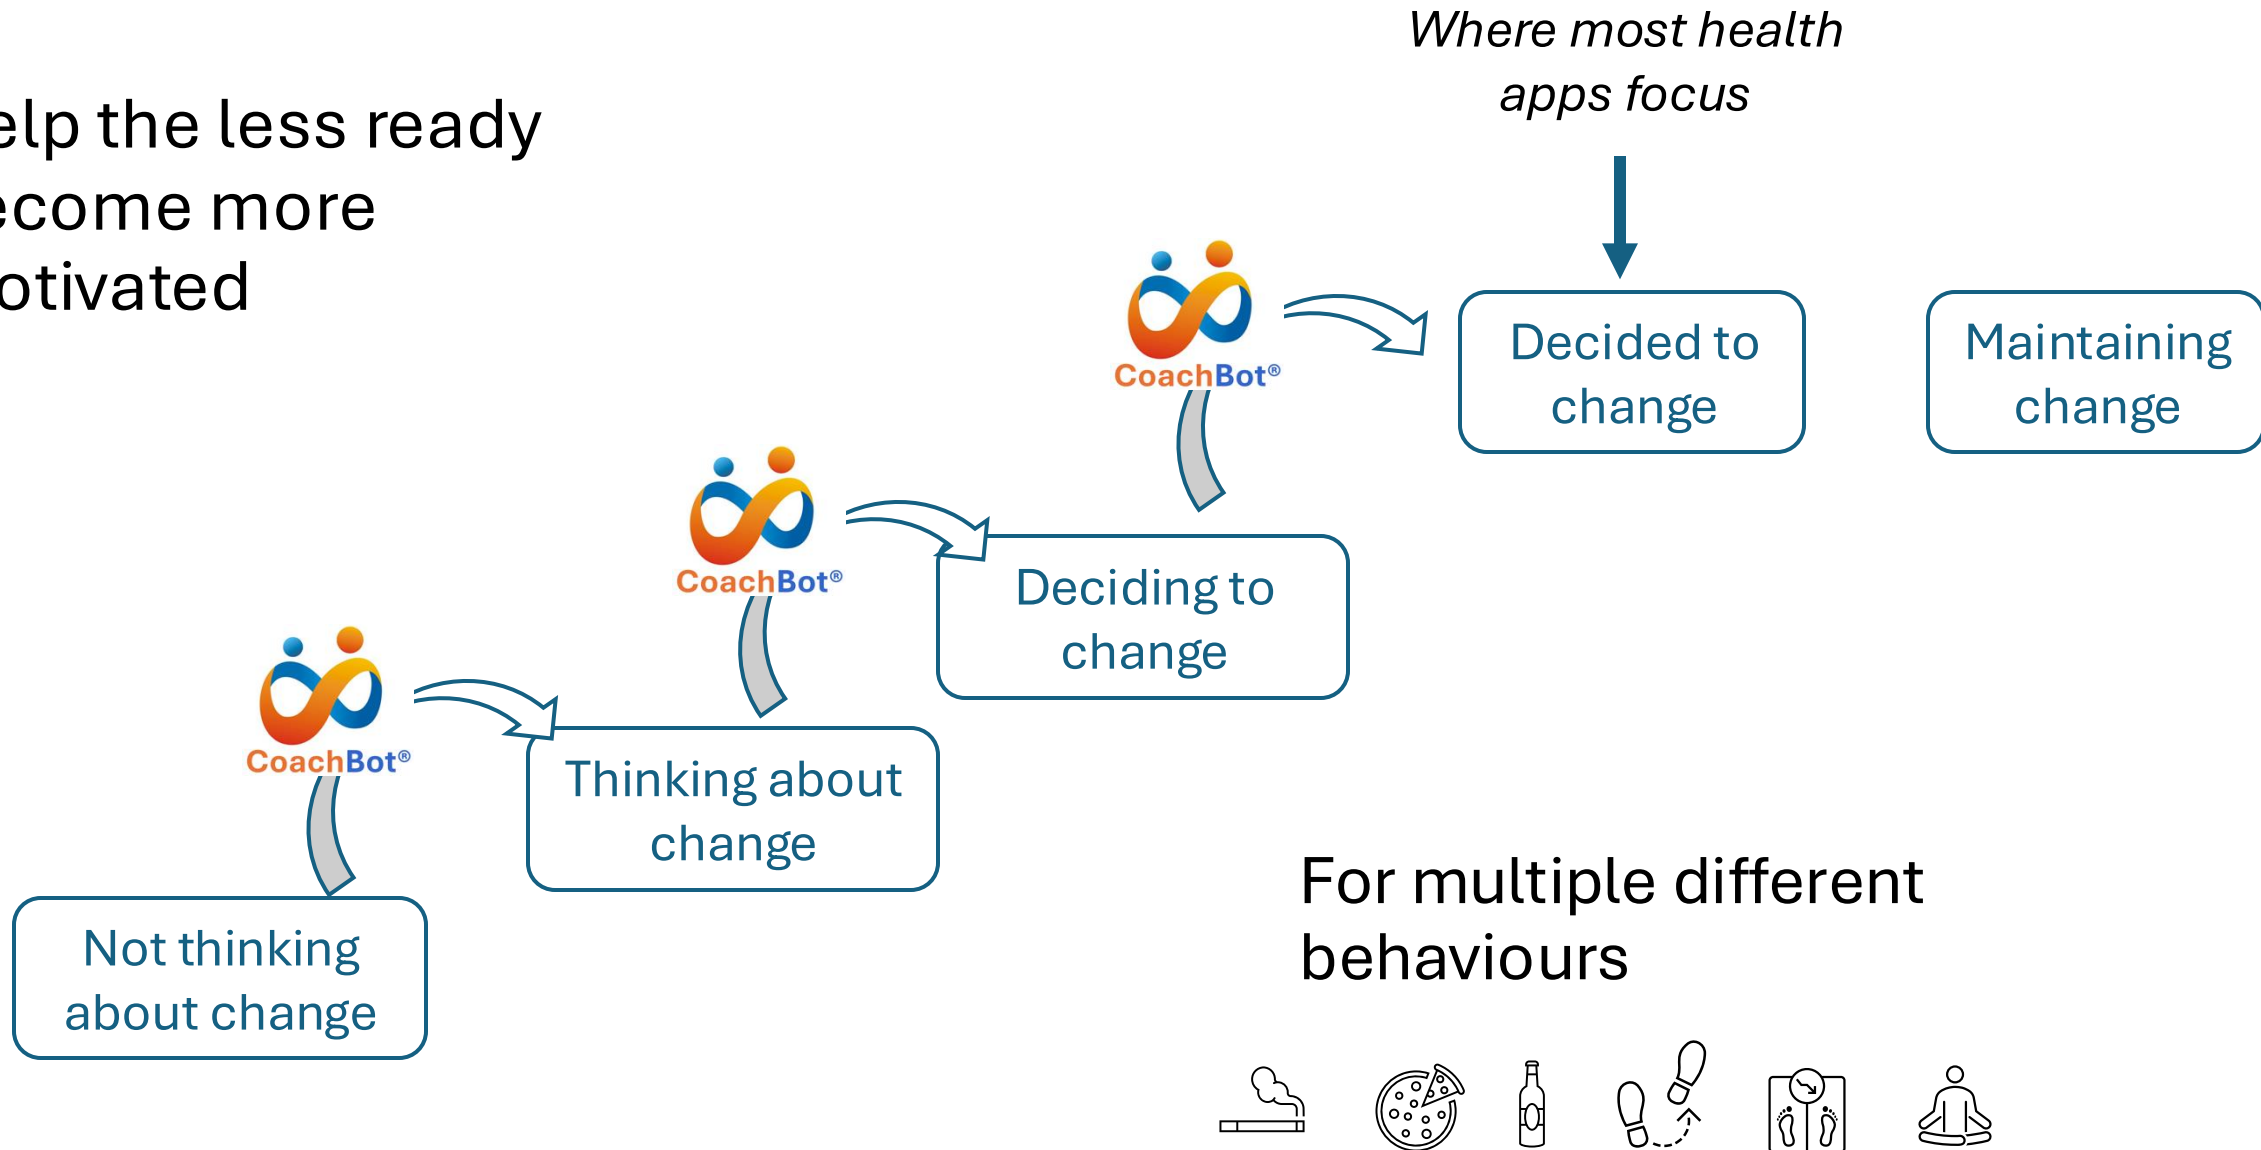 Where most health
apps focus
elp the less ready
ecome more
otivated
CoachBot®
Decided to
change
Maintaining
change
CoachBot®
Deciding to
change
CoachBot®
Thinking about
change
Not thinking
about change
For multiple different
behaviours